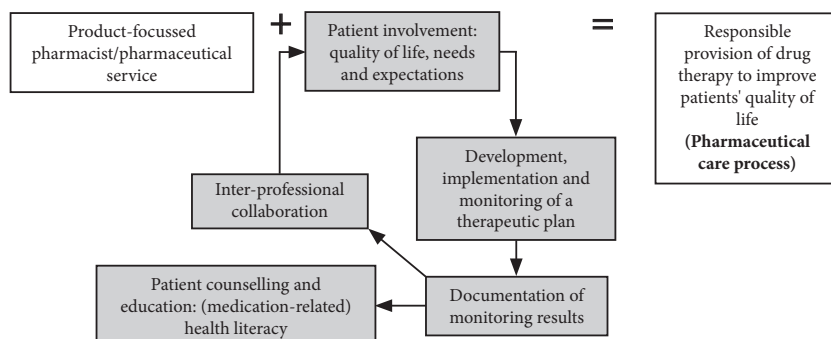 Product-focussed
pharmacist/pharmaceutical
service
+
Patient involvement:
quality of life, needs
and expectations
=
Responsible
provision of drug
therapy to improve
patients' quality of
life
(Pharmaceutical
care process)
Development,
implementation and
monitoring of a
therapeutic plan
Inter-professional
collaboration
Patient counselling and
education: (medication-related)
health literacy
Documentation of
monitoring results